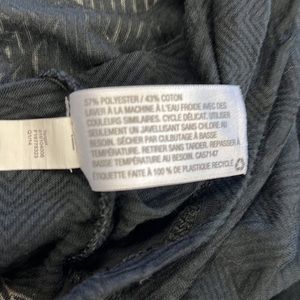 57% POLYESTER / 43% COTON
LAVER À LA MACHINE À L'EAU FROIDE AVEC DES
COULEURS SIMILAIRES. CYCLE DÉLICAT. UTILISER
SEULEMENT UN JAVELLISANT SANS CHLORE AU
BESOIN. SÉCHER PAR CULBUTAGE À BASSE
TEMPÉRATURE. RETIRER SANS TARDER. REPASSER À BASSE
TEMPÉRATURE AU BESOIN. CA57147
ÉTIQUETTE FAITE À 100 % DE PLASTIQUE RECYCLÉ